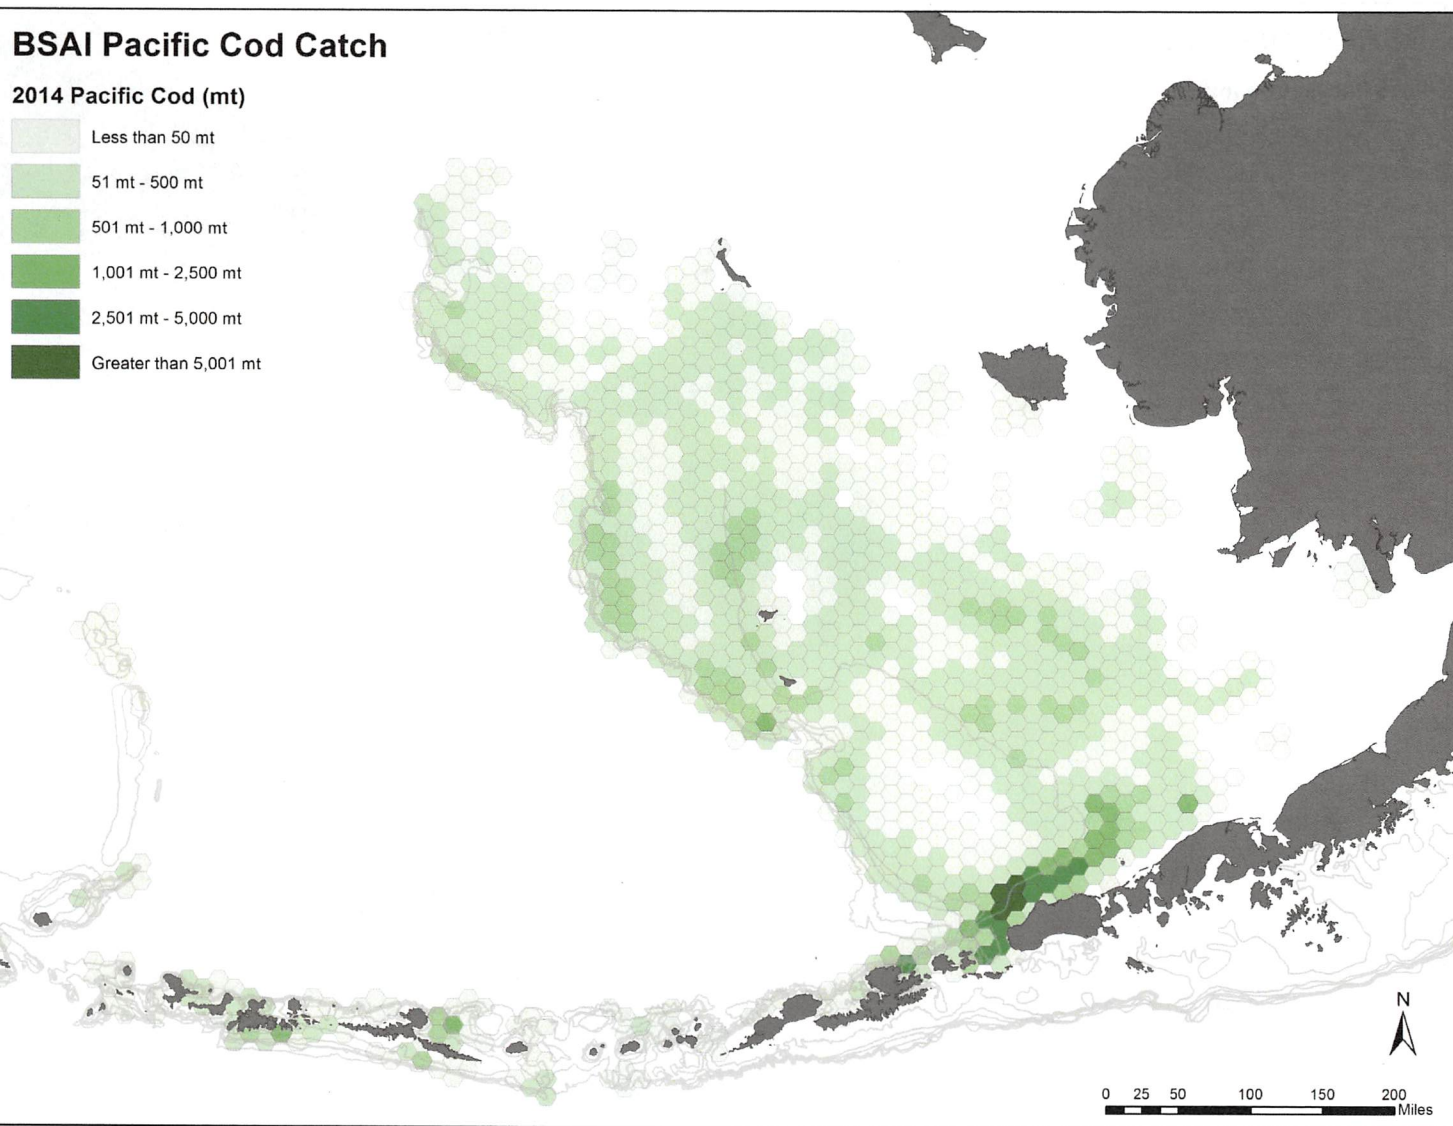 BSAI Pacific Cod Catch
2014 Pacific Cod (mt)
Less than 50 mt
51 mt - 500 mt
501 mt - 1,000 mt
1,001 mt - 2,500 mt
2,501 mt - 5,000 mt
Greater than 5,001 mt
N
0 25 50 100 150 200
Miles